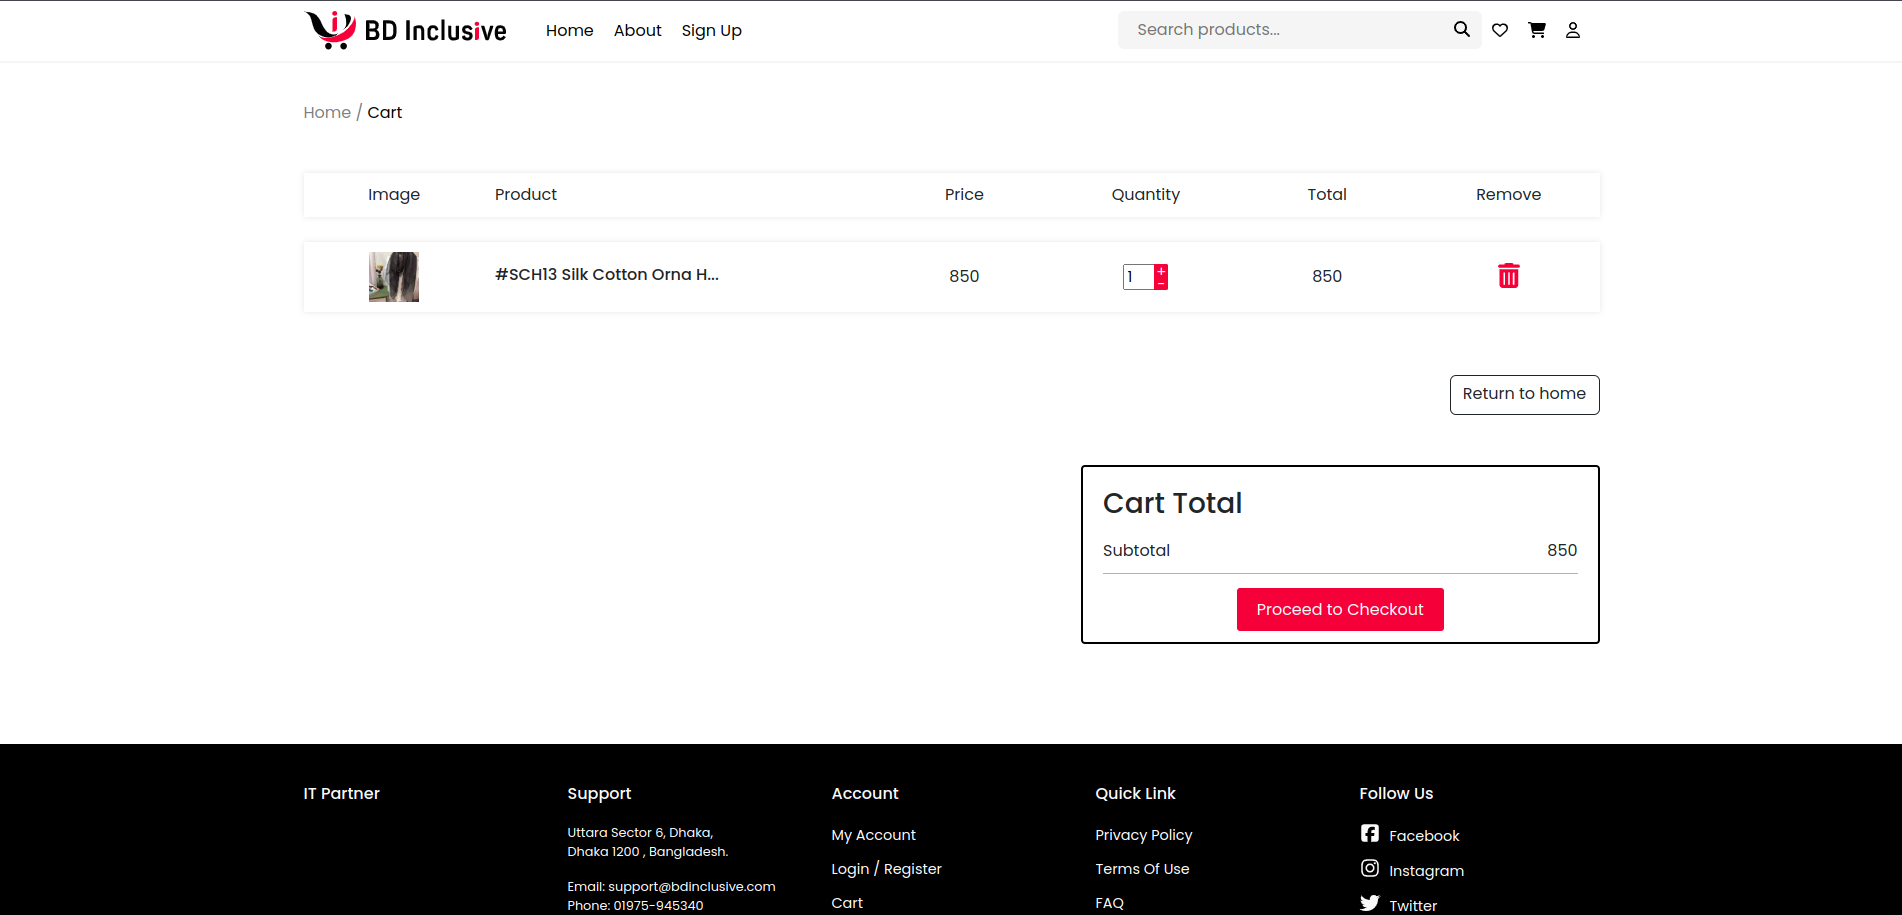 BD Inclusive
Home About Sign Up
Search products...
Home / Cart
Image Product Price Quantity Total Remove
#SCH13 Silk Cotton Orna H... 850 1 + - 850
Return to home
Cart Total
Subtotal 850
Proceed to Checkout
IT Partner
Support
Uttara Sector 6, Dhaka,
Dhaka 1200 , Bangladesh.
Email: support@bdinclusive.com
Phone: 01975-945340
Account
My Account
Login / Register
Cart
Quick Link
Privacy Policy
Terms Of Use
FAQ
Follow Us
Facebook
Instagram
Twitter